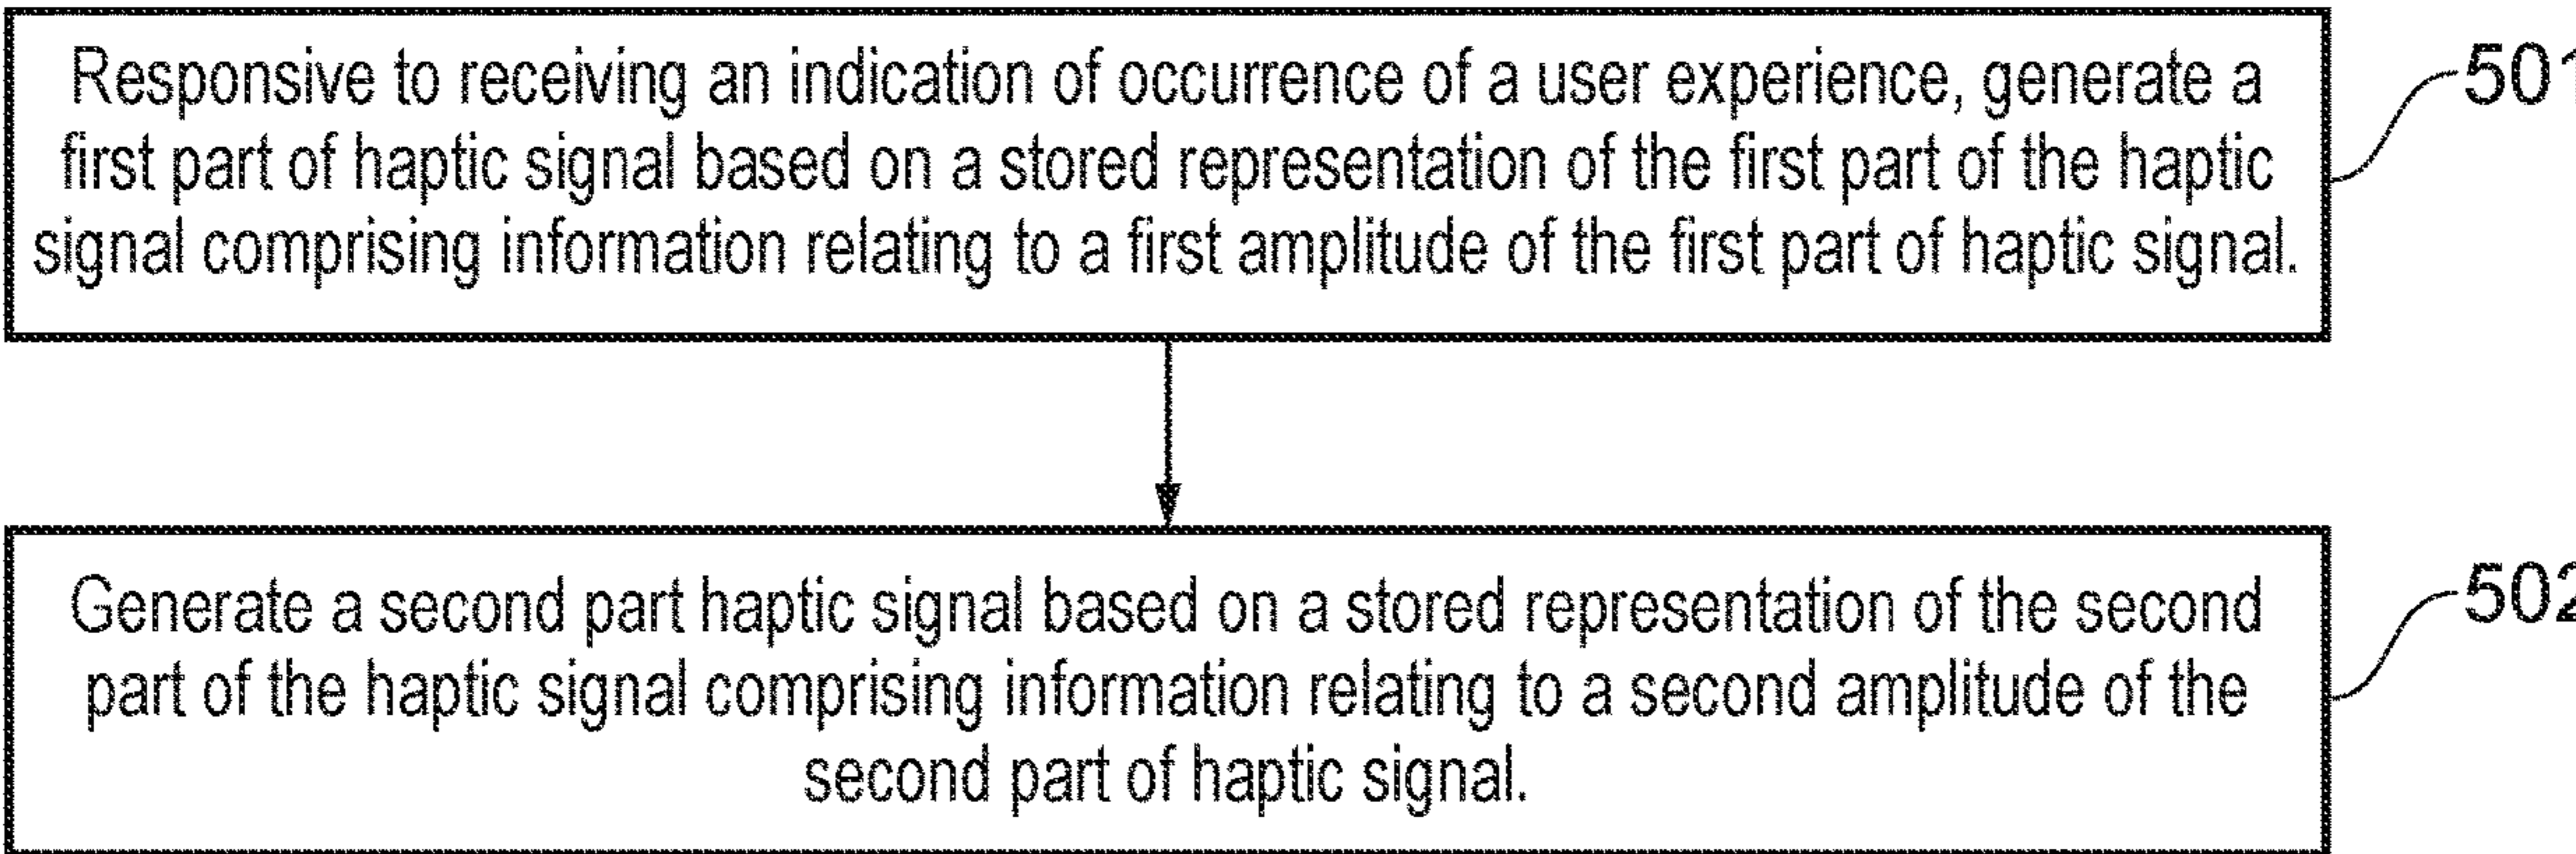 Responsive to receiving an indication of occurrence of a user experience, generate a
first part of haptic signal based on a stored representation of the first part of the haptic
signal comprising information relating to a first amplitude of the first part of haptic signal.
501
Generate a second part haptic signal based on a stored representation of the second
part of the haptic signal comprising information relating to a second amplitude of the
second part of haptic signal.
502